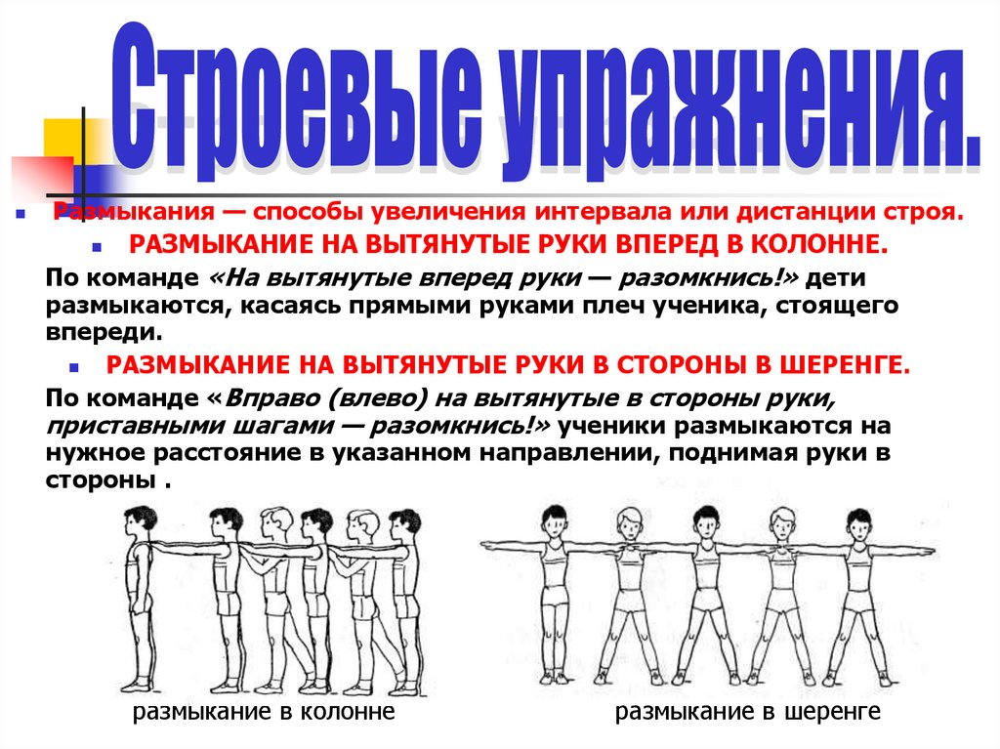 Строевые упражнения.
Размыкания — способы увеличения интервала или дистанции строя.
РАЗМЫКАНИЕ НА ВЫТЯНУТЫЕ РУКИ ВПЕРЕД В КОЛОННЕ.
По команде «На вытянутые вперед руки — разомкнись!» дети
размыкаются, касаясь прямыми руками плеч ученика, стоящего
впереди.
РАЗМЫКАНИЕ НА ВЫТЯНУТЫЕ РУКИ В СТОРОНЫ В ШЕРЕНГЕ.
По команде «Вправо (влево) на вытянутые в стороны руки,
приставными шагами — разомкнись!» ученики размыкаются на
нужное расстояние в указанном направлении, поднимая руки в
стороны .
размыкание в колонне
размыкание в шеренге